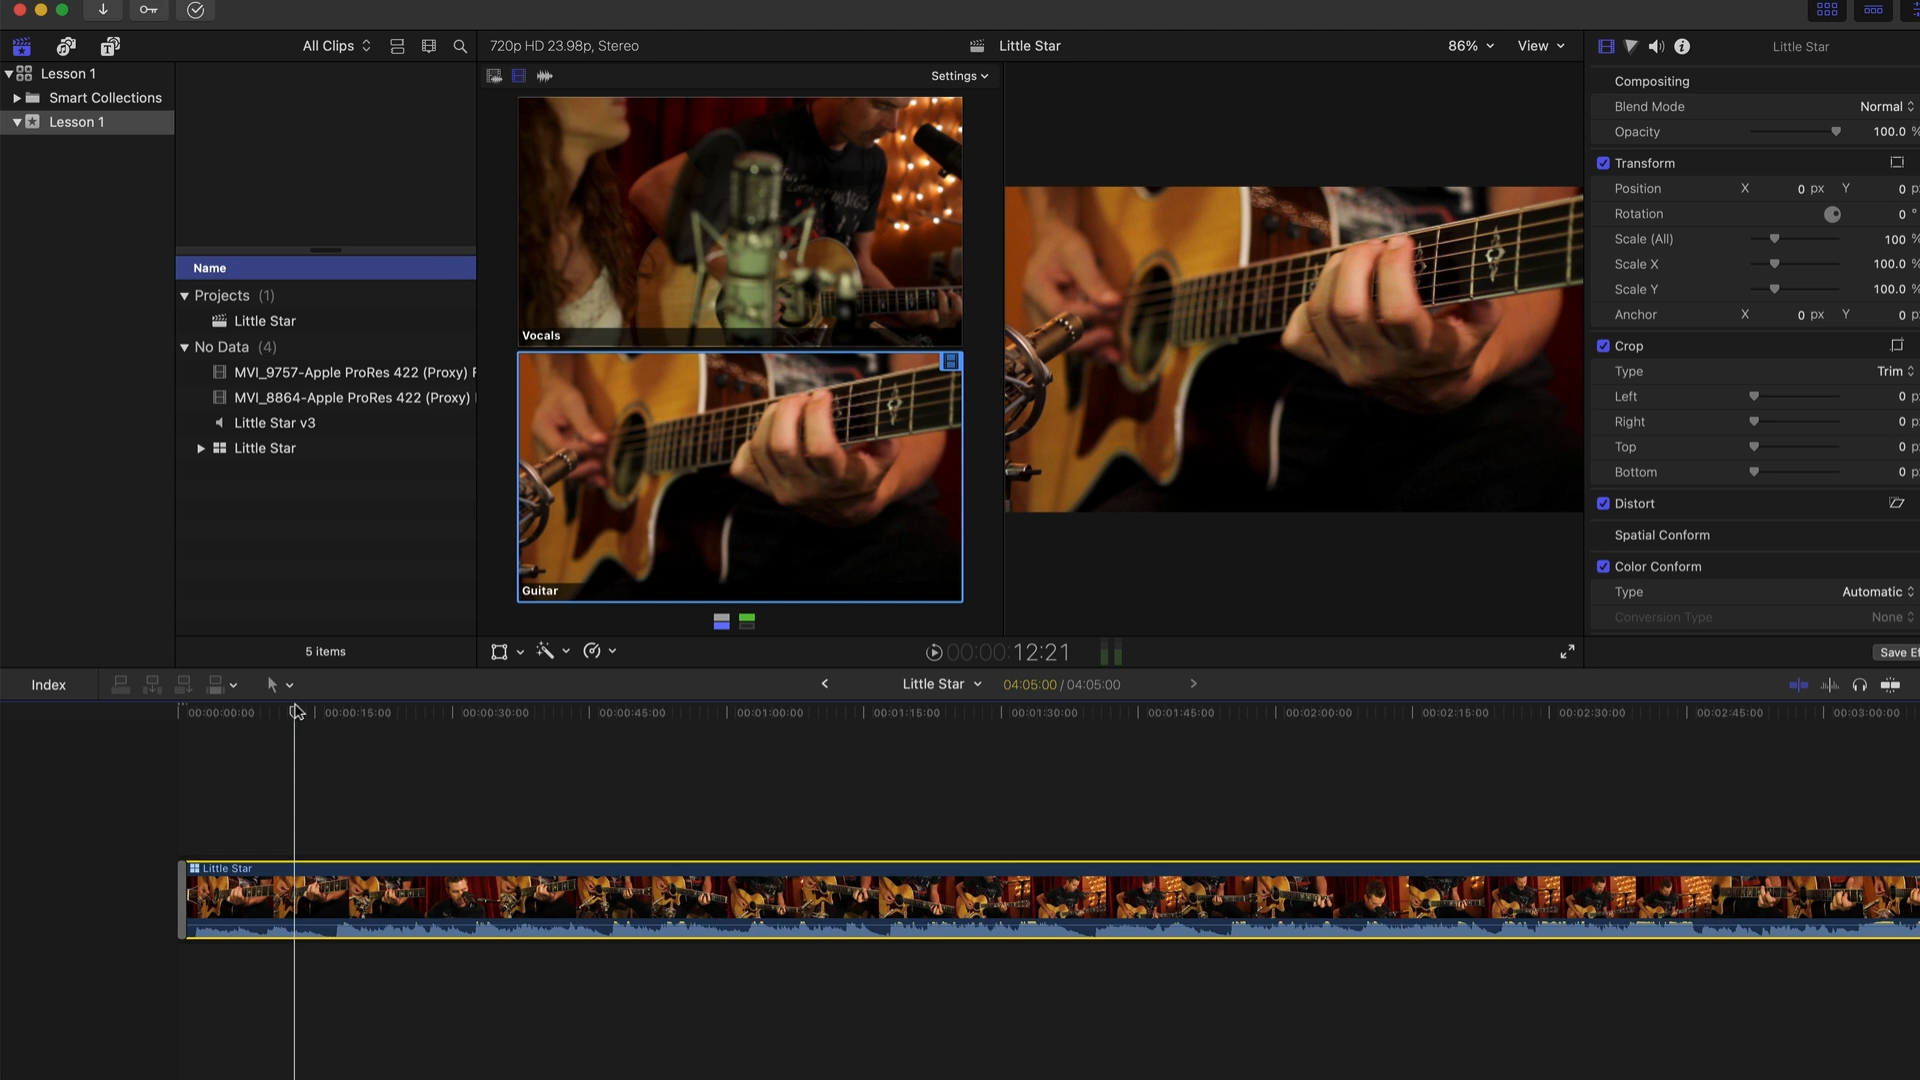 All Clips
720p HD 23.98p, Stereo
Little Star
86%
View
Little Star
Lesson 1
Smart Collections
Lesson 1
Settings
Name
Projects (1)
Little Star
No Data (4)
MVI_9757-Apple ProRes 422 (Proxy)
MVI_8864-Apple ProRes 422 (Proxy)
Little Star v3
Little Star
5 items
Vocals
Guitar
00:00:12:21
Compositing
Blend Mode Normal
Opacity 100.0 %
Transform
Position X 0 px Y 0 p
Rotation 0 °
Scale (All) 100 %
Scale X 100.0 %
Scale Y 100.0 %
Anchor X 0 px Y 0 p
Crop
Type Trim
Left 0 p
Right 0 p
Top 0 p
Bottom 0 p
Distort
Spatial Conform
Color Conform
Type Automatic
Conversion Type None
Save Ef
Index
Little Star
04:05:00 / 04:05:00
00:00:00:00
00:00:15:00
00:00:30:00
00:00:45:00
00:01:00:00
00:01:15:00
00:01:30:00
00:01:45:00
00:02:00:00
00:02:15:00
00:02:30:00
00:02:45:00
00:03:00:00
Little Star